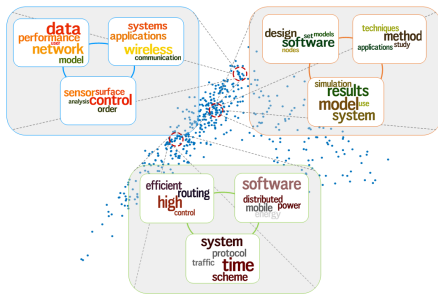 data
performance
cell
network
model
systems
applications
wireless
communication
sensor surface
analysis control
order
design set models
software
nodes
techniques
method
applications study
simulation
results
model use
system
efficient
routing
high
control
software
distributed
mobile power
energy
system
protocol
traffic time
scheme